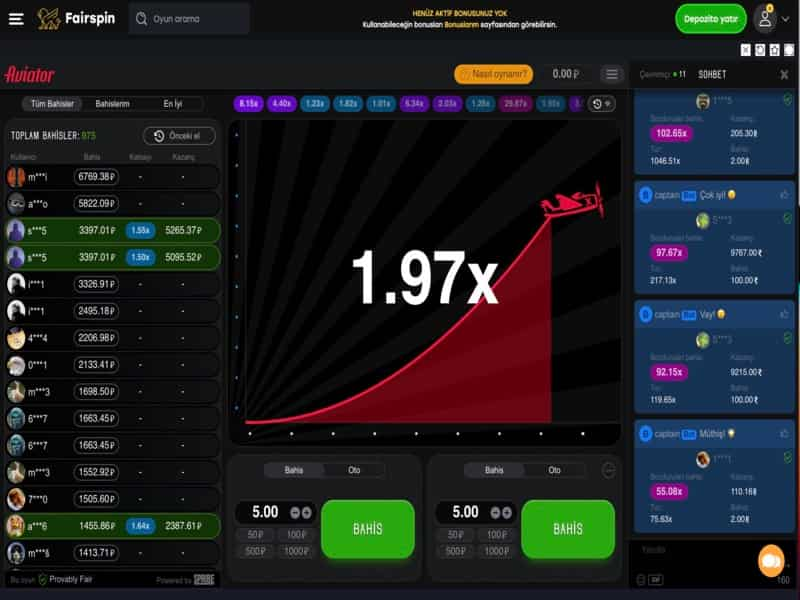 Fairspin
Oyun arama
HENÜZ AKTİF BONUSUNUZ YOK
Kullanabileceğin bonusları Bonuslarım sayfasından görebilirsin.
Depozito yatır
Aviator
Nasıl oynanır?
0.00 ₽
Çevrimiçi 11 SOHBET
Tüm Bahisler Bahislerim En İyi
8.15x 4.40x 1.23x 1.82x 1.01x 6.34x 2.03x 1.28x
TOPLAM BAHİSLER: 975
Önceki el
Kullanıcı Bahis Katsayı Kazanç
m***i 6769.38₽ - -
a***o 5822.09₽ - -
s***5 3397.01₽ 1.55x 5265.37₽
s***5 3397.01₽ 1.50x 5095.52₽
i***1 3326.91₽ - -
i***1 2495.18₽ - -
4***4 2206.98₽ - -
0***1 2133.41₽ - -
m***3 1698.50₽ - -
6***7 1663.45₽ - -
6***7 1663.45₽ - -
m***3 1552.92₽ - -
7***0 1505.60₽ - -
a***6 1455.86₽ 1.64x 2387.61₽
1413.71₽ - -
Bu oyun Provably Fair Powered by SPRIBE
1.97x
Bahis Oto
5.00
50₽ 100₽
500₽ 1000₽
BAHİS
Bahis Oto
5.00
50₽ 100₽
500₽ 1000₽
BAHİS
1***5
Bozdurulan bahis: Kazanç:
102.65x 205.30₽
Tur: Bahis:
1046.51x 2.00₽
captain Bot Çok iyi!
5***3
Bozdurulan bahis: Kazanç:
97.67x 9767.00₽
Tur: Bahis:
217.13x 100.00₽
captain Bot Vay!
5***3
Bozdurulan bahis: Kazanç:
92.15x 9215.00₽
Tur: Bahis:
119.65x 100.00₽
captain Bot Müthiş!
1***1
Bozdurulan bahis: Kazanç:
55.08x 110.16₽
Tur: Bahis:
75.63x 2.00₽
Yanıtla
GIF
160